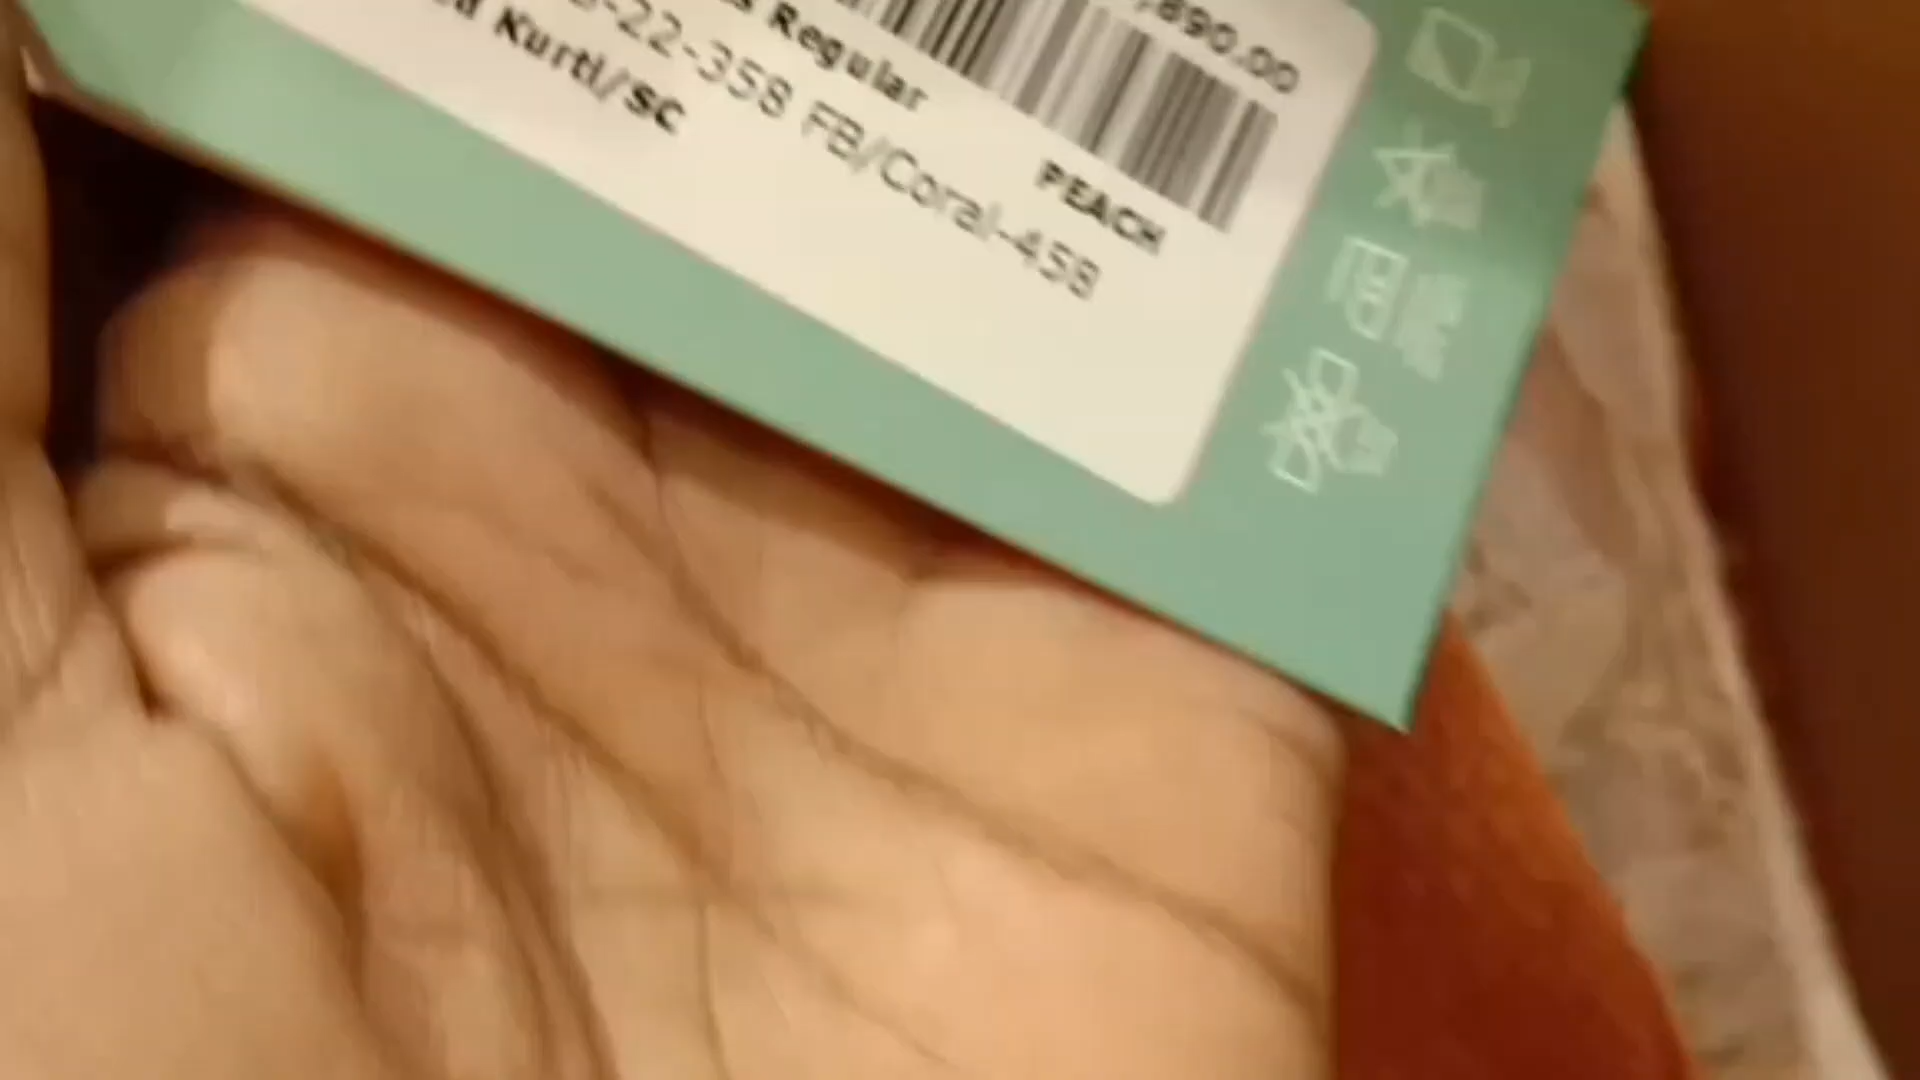 ,890.00
s Regular
PEACH
-22-358 FB/Coral-458
Kurti/SC